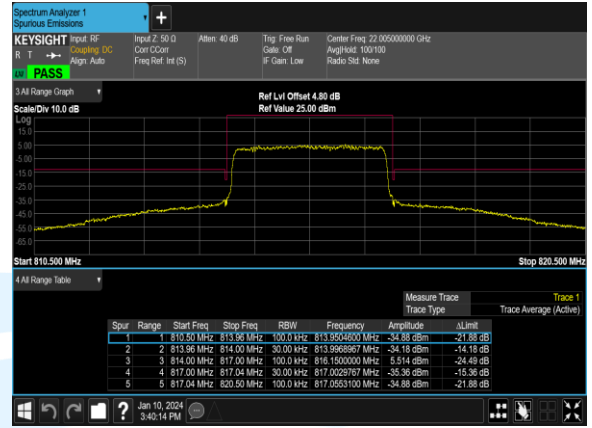 Spectrum Analyzer 1
Spurious Emissions
KEYSIGHT Input: RF Input Z: 50 Ω Atten: 40 dB Trig: Free Run Center Freq: 22.005000000 GHz
R T Coupling: DC Corr CCorr Gate: Off Avg|Hold: 100/100
Align: Auto Freq Ref: Int (S) IF Gain: Low Radio Std: None
PASS
3 All Range Graph
Ref Lvl Offset 4.80 dB
Scale/Div 10.0 dB Ref Value 25.00 dBm
Log
15.0
5.00
-5.00
-15.0
-25.0
-35.0
-45.0
-55.0
-65.0
Start 810.500 MHz Stop 820.500 MHz
4 All Range Table
Measure Trace Trace 1
Trace Type Trace Average (Active)
Spur Range Start Freq Stop Freq RBW Frequency Amplitude ΔLimit
1 1 810.50 MHz 813.96 MHz 100.0 kHz 813.9504600 MHz -34.88 dBm -21.88 dB
2 2 813.96 MHz 814.00 MHz 30.00 kHz 813.9968967 MHz -34.18 dBm -14.18 dB
3 3 814.00 MHz 817.00 MHz 100.0 kHz 816.1500000 MHz 5.514 dBm -24.49 dB
4 4 817.00 MHz 817.04 MHz 30.00 kHz 817.0029767 MHz -35.36 dBm -15.36 dB
5 5 817.04 MHz 820.50 MHz 100.0 kHz 817.0553100 MHz -34.88 dBm -21.88 dB
Jan 10, 2024
3:40:14 PM